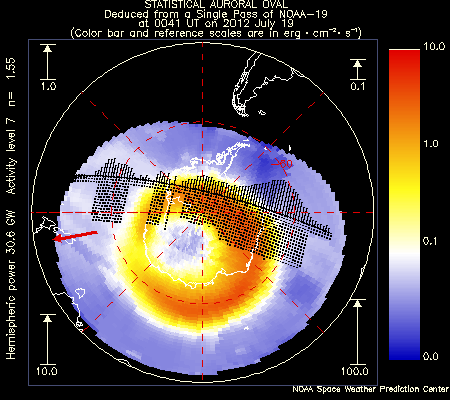 STATISTICAL AURORAL OVAL
Deduced from a Single Pass of NOAA-19
at 0041 UT on 2012 July 19
(Color bar and reference scales are in erg · cm⁻² · s⁻¹)
Hemispheric power 30.6 GW Activity level 7 n= 1.55
1.0
0.1
10.0
100.0
10.0
1.0
0.1
0.0
NOAA Space Weather Prediction Center